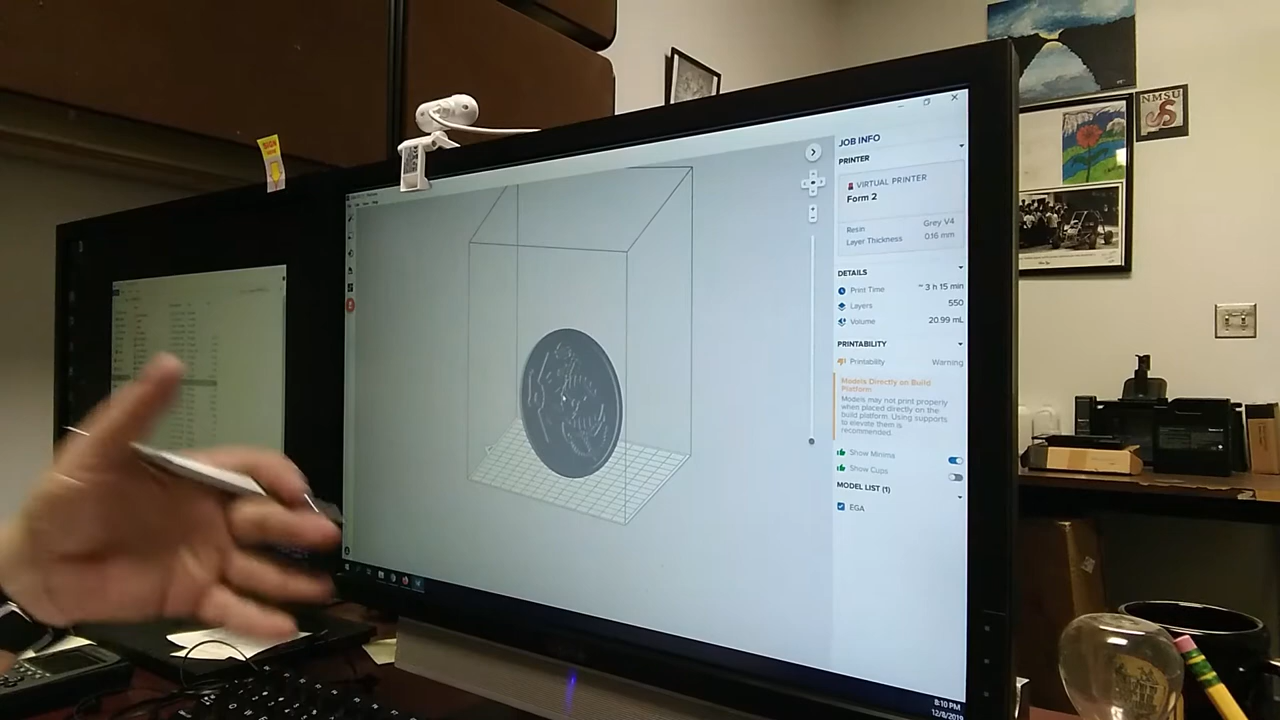 NMSU
JOB INFO
PRINTER
VIRTUAL PRINTER
Form 2
Resin Grey V4
Layer Thickness 0.16 mm
DETAILS
Print Time ~ 3 h 15 min
Layers 550
Volume 20.99 mL
PRINTABILITY
Printability Warning
Models Directly on Build
Platform
Models may not print properly
when placed directly on the
build platform. Using supports
to elevate them is
recommended.
Show Minima
Show Cups
MODEL LIST (1)
EGA
8:10 PM
12/8/2019